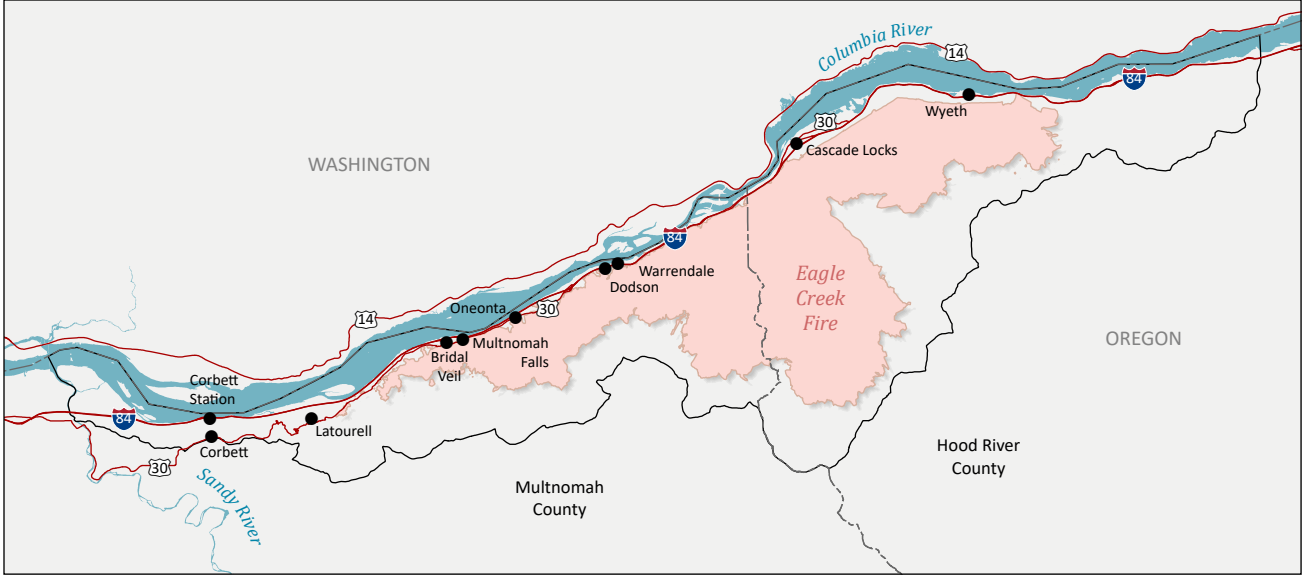 Columbia River
14
84
30
Wyeth
Cascade Locks
WASHINGTON
84
Warrendale
Dodson
Eagle
Creek
Fire
Oneonta
30
14
Multnomah
Falls
Bridal
Veil
OREGON
Corbett
Station
84
Latourell
Corbett
30
Sandy River
Hood River
County
Multnomah
County